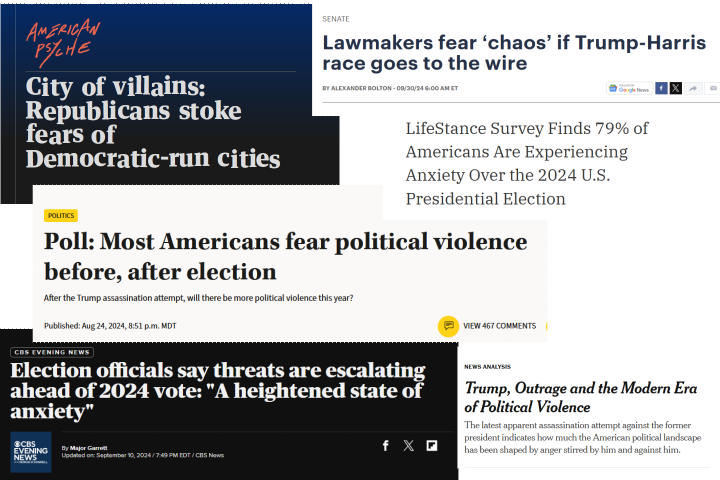 AMERICAN
PSYCHE
City of villains:
Republicans stoke
fears of
Democratic-run cities
SENATE
Lawmakers fear ‘chaos’ if Trump-Harris
race goes to the wire
BY ALEXANDER BOLTON - 09/30/24 6:00 AM ET
Google News
LifeStance Survey Finds 79% of
Americans Are Experiencing
Anxiety Over the 2024 U.S.
Presidential Election
POLITICS
Poll: Most Americans fear political violence
before, after election
After the Trump assassination attempt, will there be more political violence this year?
Published: Aug 24, 2024, 8:51 p.m. MDT
VIEW 467 COMMENTS
CBS EVENING NEWS
Election officials say threats are escalating
ahead of 2024 vote: "A heightened state of
anxiety"
CBS
EVENING
NEWS
By Major Garrett
Updated on: September 10, 2024 / 7:49 PM EDT / CBS News
NEWS ANALYSIS
Trump, Outrage and the Modern Era
of Political Violence
The latest apparent assassination attempt against the former
president indicates how much the American political landscape
has been shaped by anger stirred by him and against him.